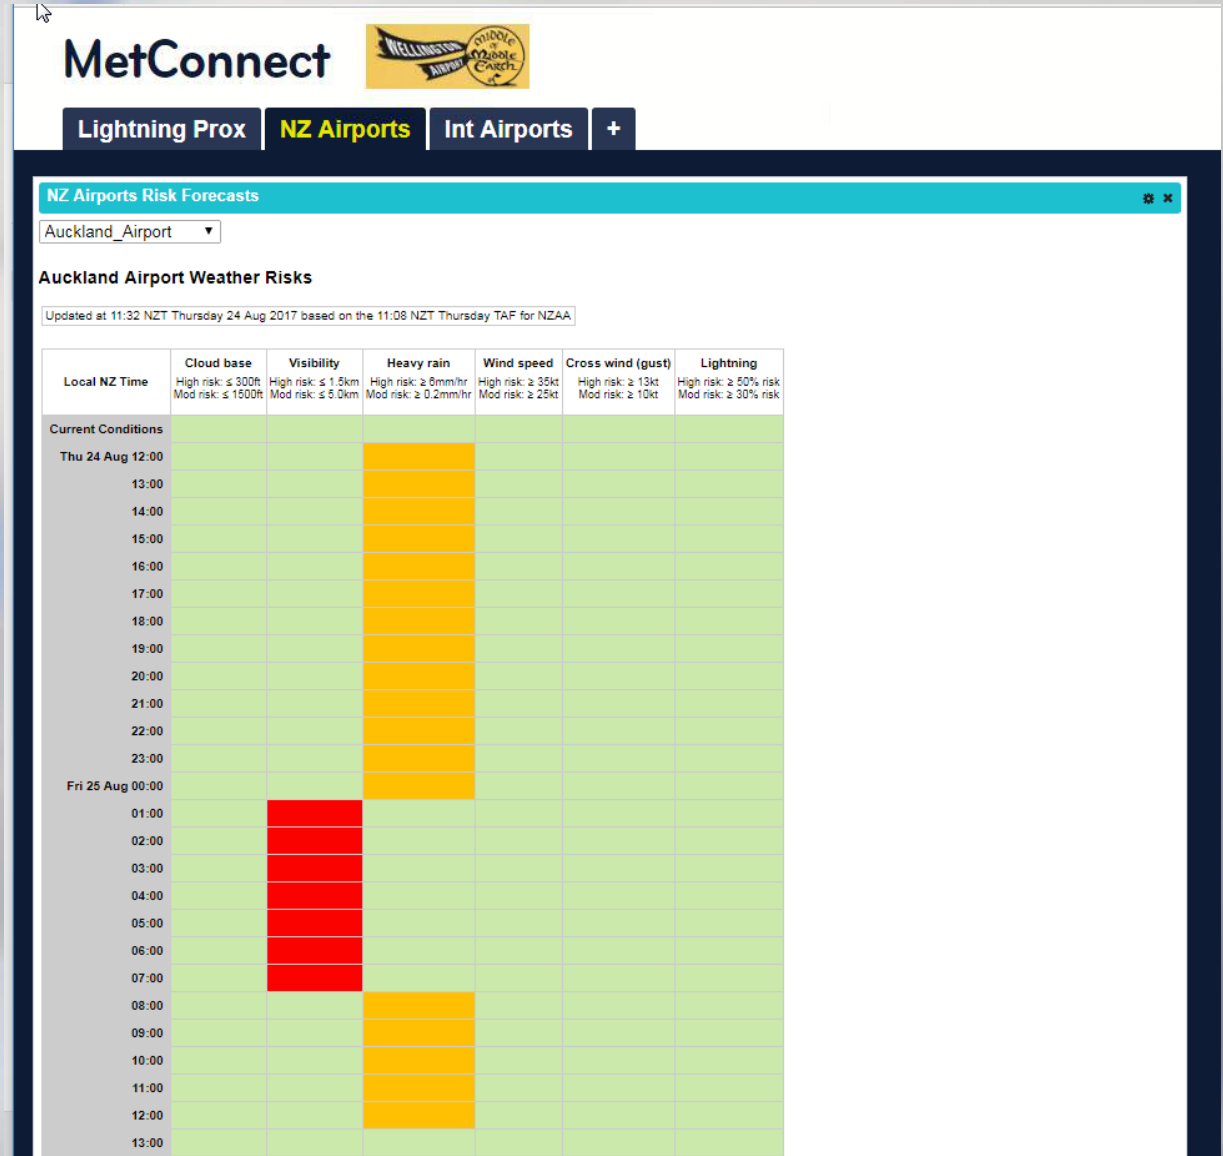 MetConnect
WELLINGTON
AIRPORT
middle
of
middle
Earth
Lightning Prox
NZ Airports
Int Airports
+
NZ Airports Risk Forecasts
Auckland_Airport
Auckland Airport Weather Risks
Updated at 11:32 NZT Thursday 24 Aug 2017 based on the 11:08 NZT Thursday TAF for NZAA
Local NZ Time
Cloud base
High risk: ≤ 300ft
Mod risk: ≤ 1500ft
Visibility
High risk: ≤ 1.5km
Mod risk: ≤ 5.0km
Heavy rain
High risk: ≥ 6mm/hr
Mod risk: ≥ 0.2mm/hr
Wind speed
High risk: ≥ 35kt
Mod risk: ≥ 25kt
Cross wind (gust)
High risk: ≥ 13kt
Mod risk: ≥ 10kt
Lightning
High risk: ≥ 50% risk
Mod risk: ≥ 30% risk
Current Conditions
Thu 24 Aug 12:00
13:00
14:00
15:00
16:00
17:00
18:00
19:00
20:00
21:00
22:00
23:00
Fri 25 Aug 00:00
01:00
02:00
03:00
04:00
05:00
06:00
07:00
08:00
09:00
10:00
11:00
12:00
13:00